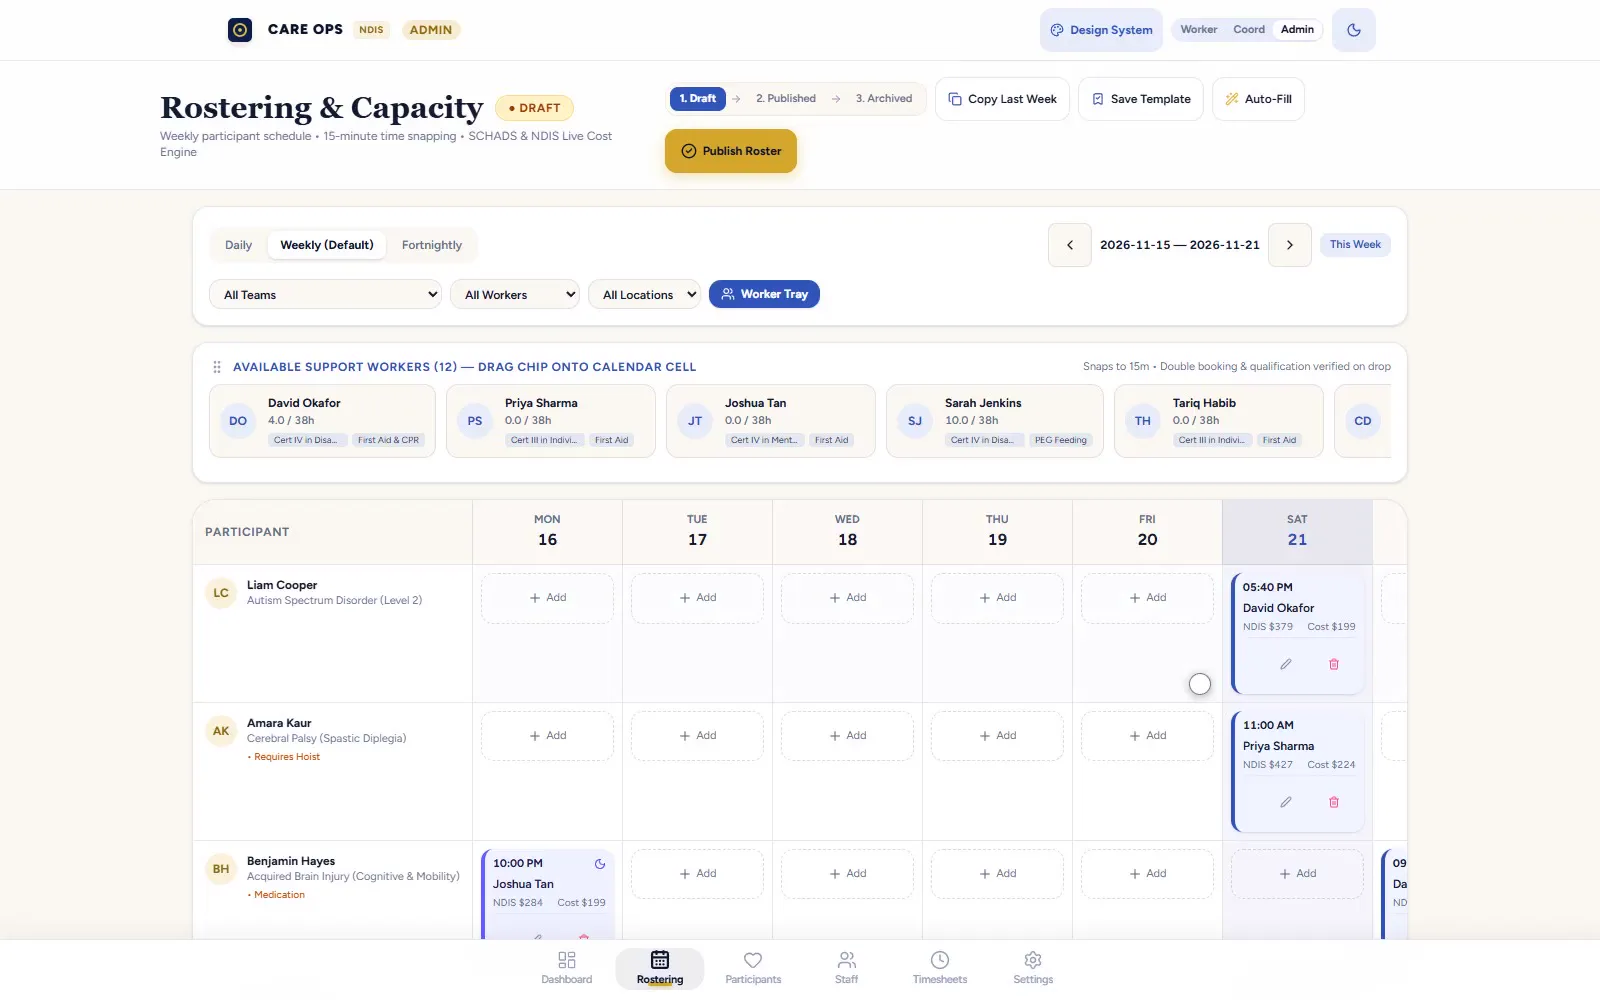 CARE OPS NDIS ADMIN
Design System
Worker Coord Admin
Rostering & Capacity
• DRAFT
Weekly participant schedule • 15-minute time snapping • SCHADS & NDIS Live Cost
Engine
1. Draft → 2. Published → 3. Archived
Copy Last Week
Save Template
Auto-Fill
Publish Roster
Daily Weekly (Default) Fortnightly
2026-11-15 — 2026-11-21
This Week
All Teams
All Workers
All Locations
Worker Tray
AVAILABLE SUPPORT WORKERS (12) — DRAG CHIP ONTO CALENDAR CELL
Snaps to 15m • Double booking & qualification verified on drop
DO
David Okafor
4.0 / 38h
Cert IV in Disa... First Aid & CPR
PS
Priya Sharma
0.0 / 38h
Cert III in Indivi... First Aid
JT
Joshua Tan
0.0 / 38h
Cert IV in Ment... First Aid
SJ
Sarah Jenkins
10.0 / 38h
Cert IV in Disa... PEG Feeding
TH
Tariq Habib
0.0 / 38h
Cert III in Indivi... First Aid
CD
PARTICIPANT
MON
16
TUE
17
WED
18
THU
19
FRI
20
SAT
21
LC
Liam Cooper
Autism Spectrum Disorder (Level 2)
+ Add
+ Add
+ Add
+ Add
+ Add
05:40 PM
David Okafor
NDIS $379 Cost $199
AK
Amara Kaur
Cerebral Palsy (Spastic Diplegia)
• Requires Hoist
+ Add
+ Add
+ Add
+ Add
+ Add
11:00 AM
Priya Sharma
NDIS $427 Cost $224
BH
Benjamin Hayes
Acquired Brain Injury (Cognitive & Mobility)
• Medication
10:00 PM
Joshua Tan
NDIS $284 Cost $199
+ Add
+ Add
+ Add
+ Add
+ Add
09
Da
ND
Dashboard
Rostering
Participants
Staff
Timesheets
Settings